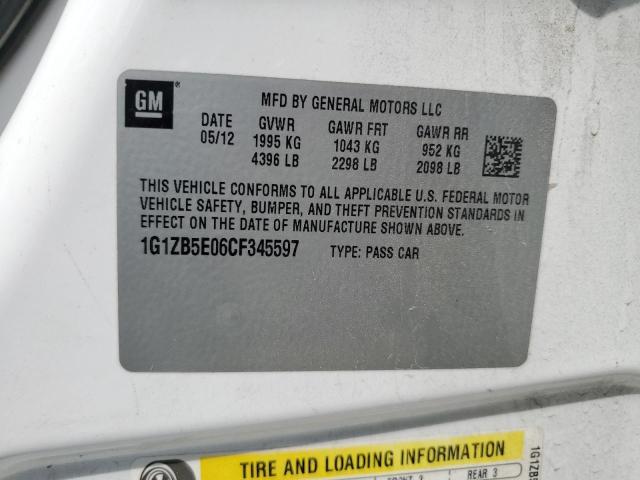 GM
MFD BY GENERAL MOTORS LLC
DATE GVWR GAWR FRT GAWR RR
05/12 1995 KG 1043 KG 952 KG
4396 LB 2298 LB 2098 LB
THIS VEHICLE CONFORMS TO ALL APPLICABLE U.S. FEDERAL MOTOR
VEHICLE SAFETY, BUMPER, AND THEFT PREVENTION STANDARDS IN
EFFECT ON THE DATE OF MANUFACTURE SHOWN ABOVE.
1G1ZB5E06CF345597 TYPE: PASS CAR
TIRE AND LOADING INFORMATION
REAR 3
1G1ZB5